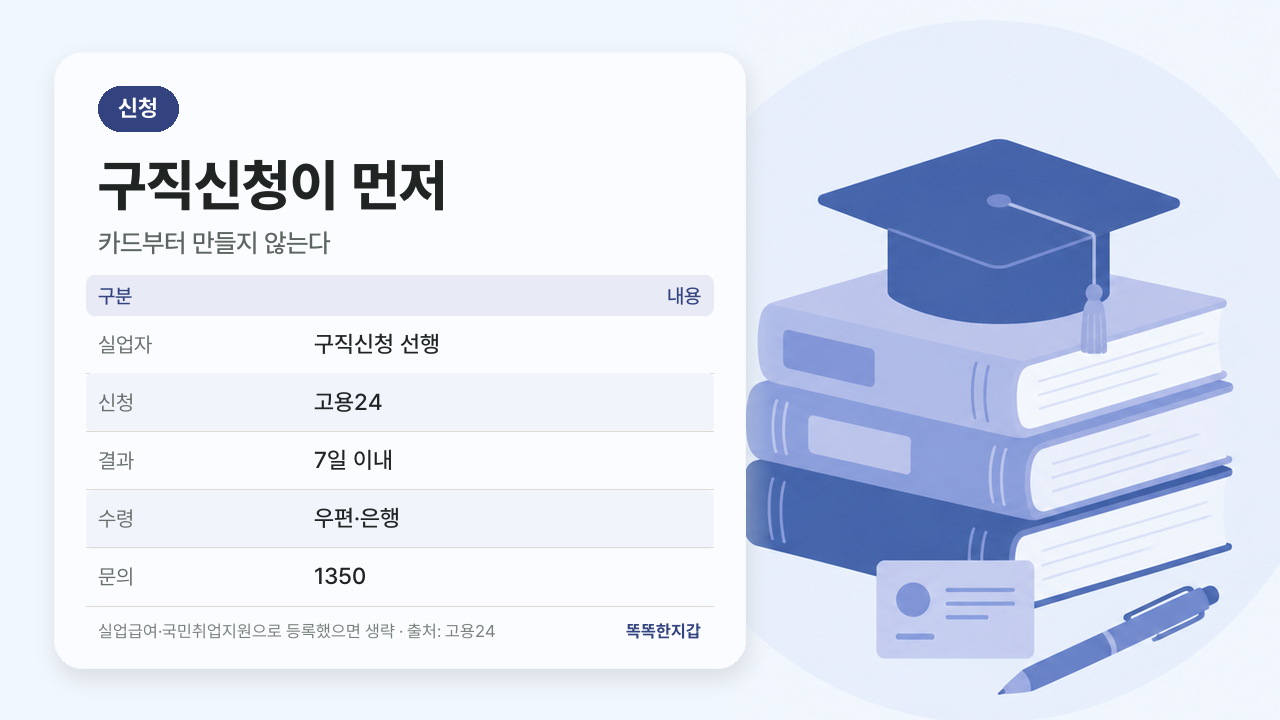 신청
구직신청이 먼저
카드부터 만들지 않는다
구분 내용
실업자 구직신청 선행
신청 고용24
결과 7일 이내
수령 우편·은행
문의 1350
실업급여·국민취업지원으로 등록했으면 생략 · 출처: 고용24 똑똑한지갑